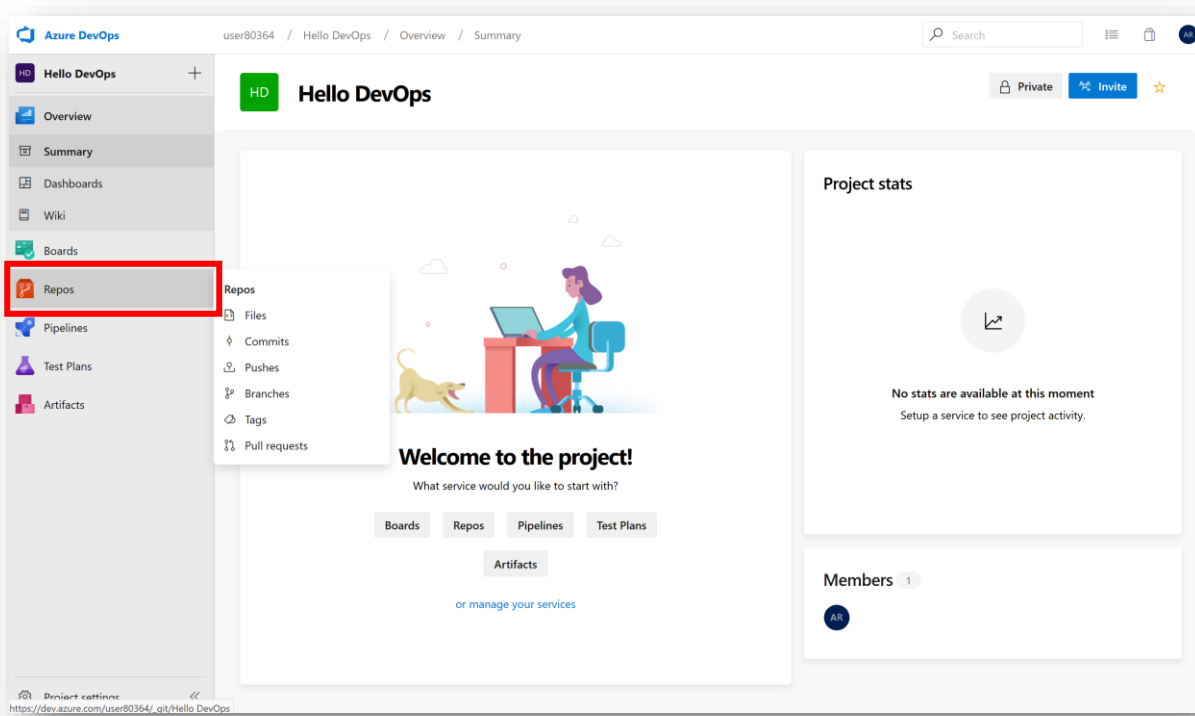 Azure DevOps
user80364 / Hello DevOps / Overview / Summary
Search
AR
HD Hello DevOps
HD Hello DevOps
Private
Invite
Overview
Summary
Dashboards
Wiki
Boards
Repos
Pipelines
Test Plans
Artifacts
Repos
Files
Commits
Pushes
Branches
Tags
Pull requests
Welcome to the project!
What service would you like to start with?
Boards Repos Pipelines Test Plans
Artifacts
or manage your services
Project stats
No stats are available at this moment
Setup a service to see project activity.
Members 1
AR
Project settings
https://dev.azure.com/user80364/_git/Hello DevOps